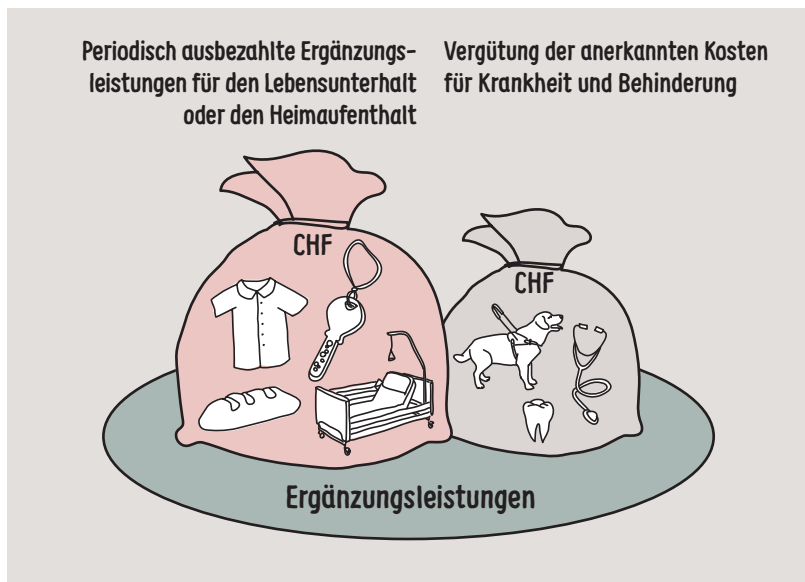 Periodisch ausbezahlte Ergänzungs-
leistungen für den Lebensunterhalt
oder den Heimaufenthalt
Vergütung der anerkannten Kosten
für Krankheit und Behinderung
CHF
CHF
Ergänzungsleistungen